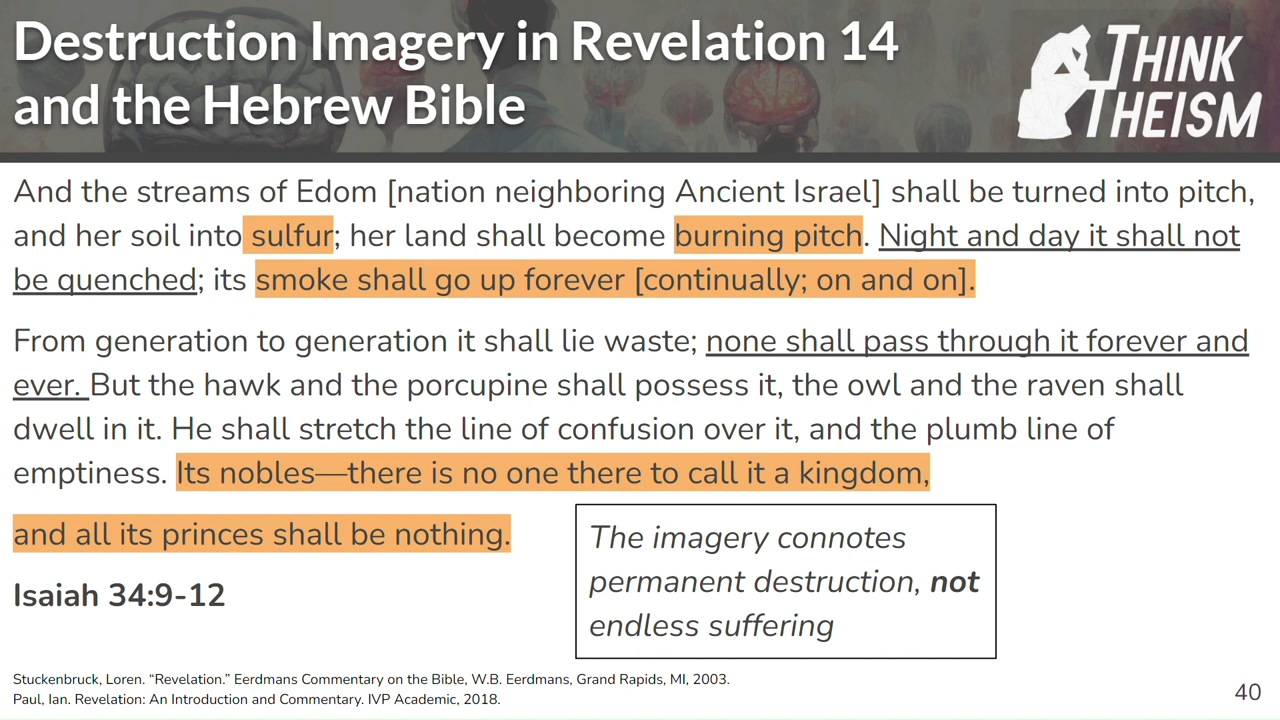 Destruction Imagery in Revelation 14
and the Hebrew Bible
THINK
THEISM
And the streams of Edom [nation neighboring Ancient Israel] shall be turned into pitch,
and her soil into sulfur; her land shall become burning pitch. Night and day it shall not
be quenched; its smoke shall go up forever [continually; on and on].
From generation to generation it shall lie waste; none shall pass through it forever and
ever. But the hawk and the porcupine shall possess it, the owl and the raven shall
dwell in it. He shall stretch the line of confusion over it, and the plumb line of
emptiness. Its nobles—there is no one there to call it a kingdom,
and all its princes shall be nothing.
Isaiah 34:9-12
The imagery connotes
permanent destruction, not
endless suffering
Stuckenbruck, Loren. “Revelation.” Eerdmans Commentary on the Bible, W.B. Eerdmans, Grand Rapids, MI, 2003.
Paul, Ian. Revelation: An Introduction and Commentary. IVP Academic, 2018.
40